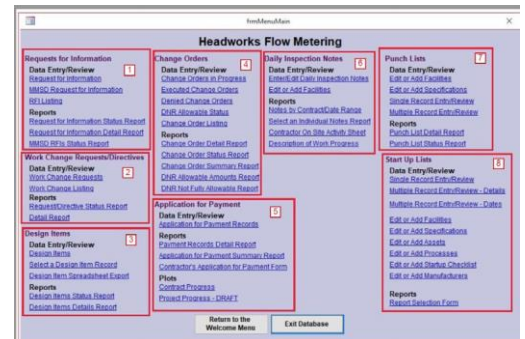 frmMenuMain
Headworks Flow Metering
Requests for Information
Data Entry/Review
1
Request for Information
MMSD Request for Information
RFI Listing
Reports
Request for Information Status Report
Request for Information Detail Report
MMSD RFIs Status Report
Work Change Requests/Directives
Data Entry/Review
2
Work Change Requests
Work Change Listing
Reports
Request/Directive Status Report
Detail Report
Design Items
3
Data Entry/Review
Design Items
Select a Design Item Record
Design Item Spreadsheet Export
Reports
Design Items Status Report
Design Items Details Report
Change Orders
4
Data Entry/Review
Change Orders in Progress
Executed Change Orders
Denied Change Orders
DNR Allowable Status
Change Order Listing
Reports
Change Order Detail Report
Change Order Status Report
Change Order Summary Report
DNR Allowable Amounts Report
DNR Not Fully Allowable Report
Application for Payment
5
Data Entry/Review
Application for Payment Records
Reports
Payment Records Detail Report
Application for Payment Summary Report
Contractor's Application for Payment Form
Plots
Contract Progress
Project Progress - DRAFT
Daily Inspection Notes
6
Data Entry/Review
Enter/Edit Daily Inspection Notes
Edit or Add Facilities
Reports
Notes by Contract/Date Range
Select an Individual Notes Report
Contractor On Site Activity Sheet
Description of Work Progress
Punch Lists
7
Data Entry/Review
Edit or Add Facilities
Edit or Add Specifications
Single Record Entry/Review
Multiple Record Entry/Review
Reports
Punch List Detail Report
Punch List Status Report
Start Up Lists
8
Data Entry/Review
Single Record Entry/Review
Multiple Record Entry/Review - Details
Multiple Record Entry/Review - Dates
Edit or Add Facilities
Edit or Add Specifications
Edit or Add Assets
Edit or Add Processes
Edit or Add Startup Checklist
Edit or Add Manufacturers
Reports
Report Selection Form
Return to the
Welcome Menu
Exit Database